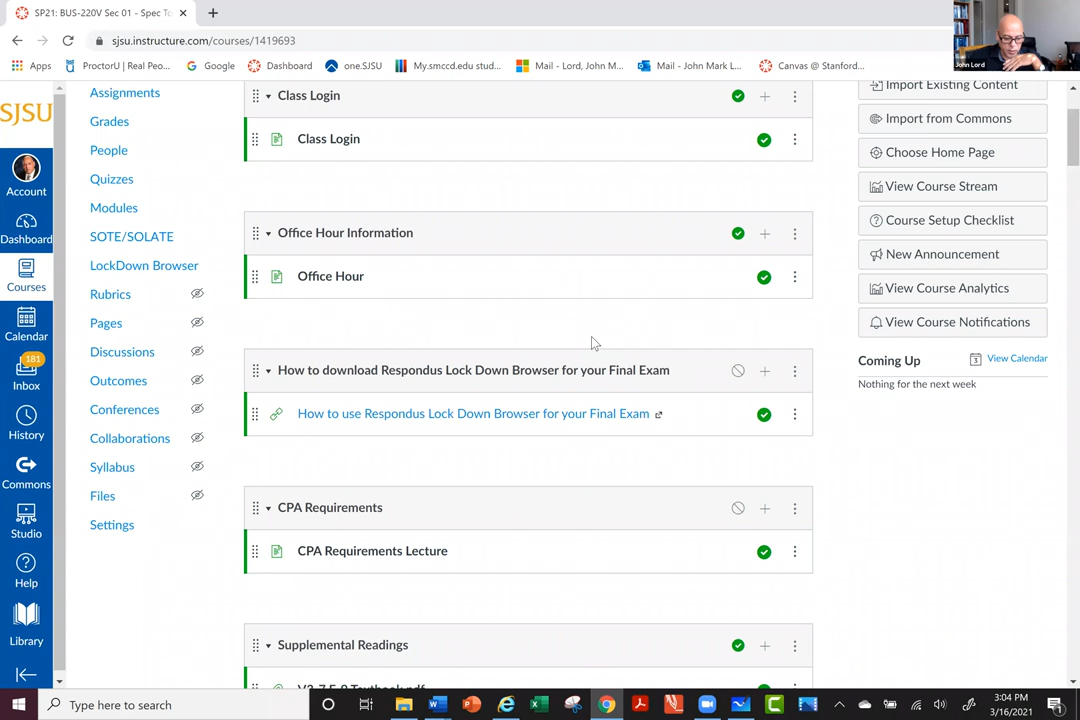 SP21: BUS-220V Sec 01 - Spec To
sjsu.instructure.com/courses/1419693
Apps
ProctorU | Real Peo...
Google
Dashboard
one.SJSU
My.smccd.edu stud...
Mail - Lord, John M...
Mail - John Mark L...
Canvas @ Stanford...
John Lord
SJSU
Account
Dashboard
Courses
Calendar
181
Inbox
History
Commons
Studio
Help
Library
Assignments
Grades
People
Quizzes
Modules
SOTE/SOLATE
LockDown Browser
Rubrics
Pages
Discussions
Outcomes
Conferences
Collaborations
Syllabus
Files
Settings
Class Login
Class Login
Office Hour Information
Office Hour
How to download Respondus Lock Down Browser for your Final Exam
How to use Respondus Lock Down Browser for your Final Exam
CPA Requirements
CPA Requirements Lecture
Supplemental Readings
Import Existing Content
Import from Commons
Choose Home Page
View Course Stream
Course Setup Checklist
New Announcement
View Course Analytics
View Course Notifications
Coming Up
3
View Calendar
Nothing for the next week
Type here to search
3:04 PM
3/16/2021
1